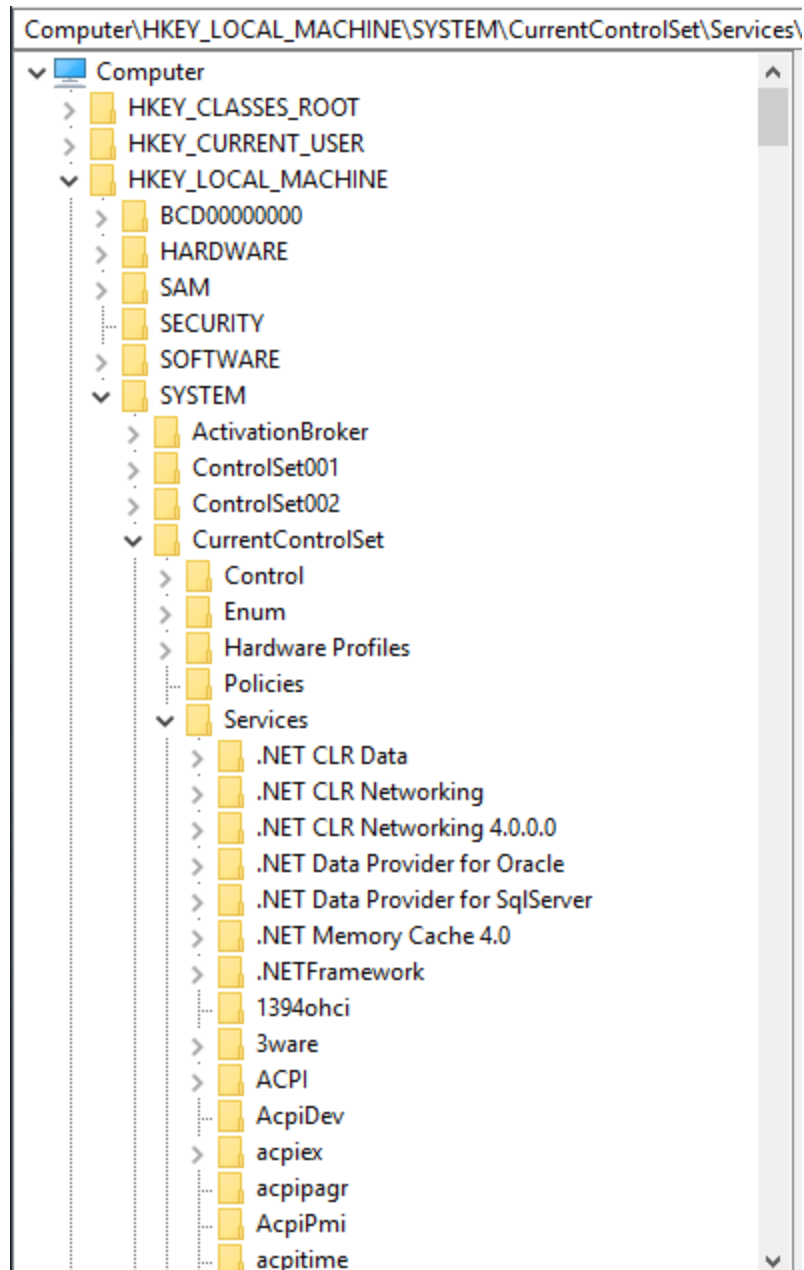 Computer\HKEY_LOCAL_MACHINE\SYSTEM\CurrentControlSet\Services\
Computer
HKEY_CLASSES_ROOT
HKEY_CURRENT_USER
HKEY_LOCAL_MACHINE
BCD00000000
HARDWARE
SAM
SECURITY
SOFTWARE
SYSTEM
ActivationBroker
ControlSet001
ControlSet002
CurrentControlSet
Control
Enum
Hardware Profiles
Policies
Services
.NET CLR Data
.NET CLR Networking
.NET CLR Networking 4.0.0.0
.NET Data Provider for Oracle
.NET Data Provider for SqlServer
.NET Memory Cache 4.0
.NETFramework
1394ohci
3ware
ACPI
AcpiDev
acpiex
acpipagr
AcpiPmi
acpitime